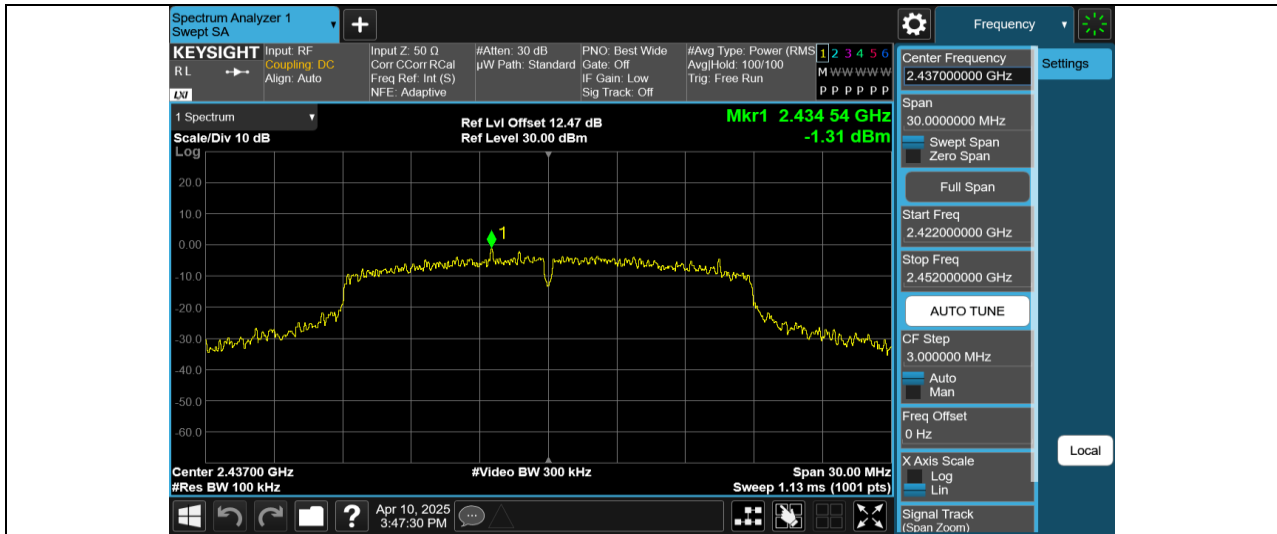 Spectrum Analyzer 1
Swept SA
Frequency
KEYSIGHT
RL
LXI
Input: RF
Coupling: DC
Align: Auto
Input Z: 50 Ω
Corr CCorr RCal
Freq Ref: Int (S)
NFE: Adaptive
#Atten: 30 dB
µW Path: Standard
PNO: Best Wide
Gate: Off
IF Gain: Low
Sig Track: Off
#Avg Type: Power (RMS
Avg|Hold: 100/100
Trig: Free Run
1 2 3 4 5 6
M W W W W W
P P P P P P
1 Spectrum
Scale/Div 10 dB
Log
Ref Lvl Offset 12.47 dB
Ref Level 30.00 dBm
Mkr1 2.434 54 GHz
-1.31 dBm
20.0
10.0
0.00
-10.0
-20.0
-30.0
-40.0
-50.0
-60.0
1
Center 2.43700 GHz
#Res BW 100 kHz
#Video BW 300 kHz
Span 30.00 MHz
Sweep 1.13 ms (1001 pts)
Apr 10, 2025
3:47:30 PM
?
Center Frequency
2.437000000 GHz
Span
30.0000000 MHz
Swept Span
Zero Span
Full Span
Start Freq
2.422000000 GHz
Stop Freq
2.452000000 GHz
AUTO TUNE
CF Step
3.000000 MHz
Auto
Man
Freq Offset
0 Hz
X Axis Scale
Log
Lin
Signal Track
(Span Zoom)
Settings
Local